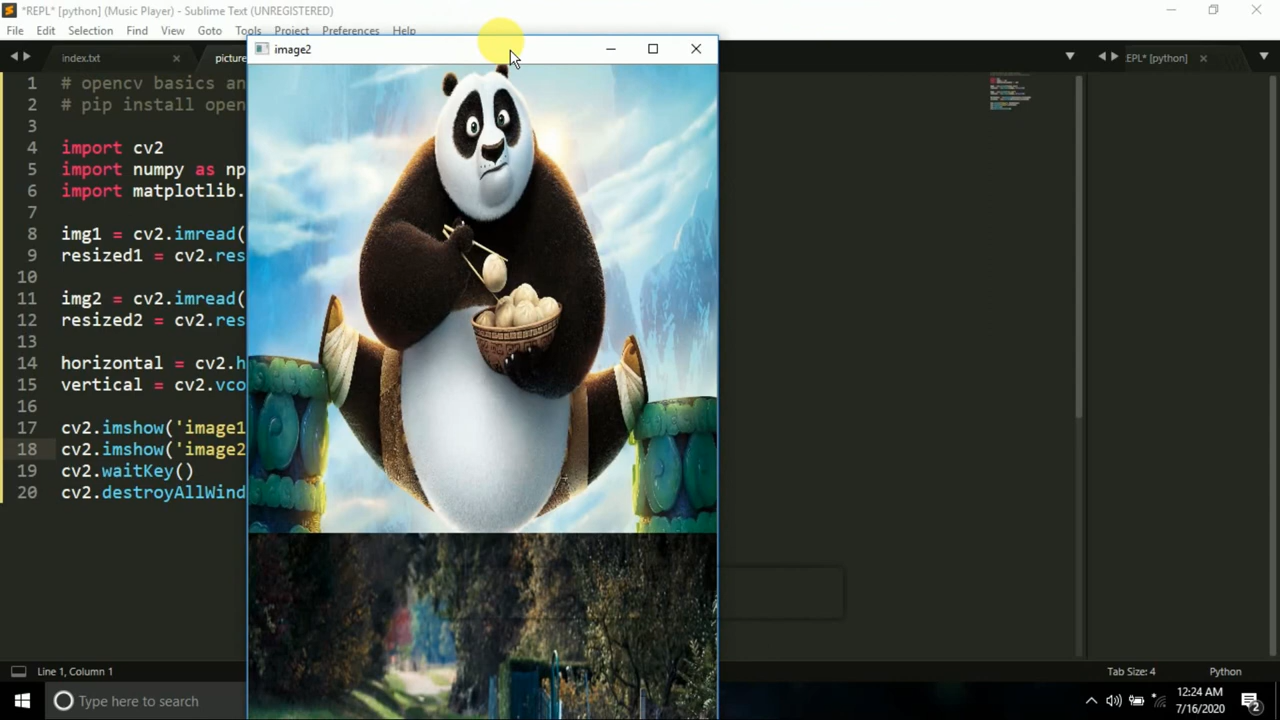 *REPL* [python] (Music Player) - Sublime Text (UNREGISTERED)
File Edit Selection Find View Goto Tools Project Preferences Help
image2
index.txt
picture
EPL* [python]
1 # opencv basics an
2 # pip install open
3
4 import cv2
5 import numpy as np
6 import matplotlib.
7
8 img1 = cv2.imread(
9 resized1 = cv2.res
10
11 img2 = cv2.imread(
12 resized2 = cv2.res
13
14 horizontal = cv2.h
15 vertical = cv2.vco
16
17 cv2.imshow('image1
18 cv2.imshow('image2
19 cv2.waitKey()
20 cv2.destroyAllWind
Line 1, Column 1
Tab Size: 4
Python
Type here to search
12:24 AM
7/16/2020
2